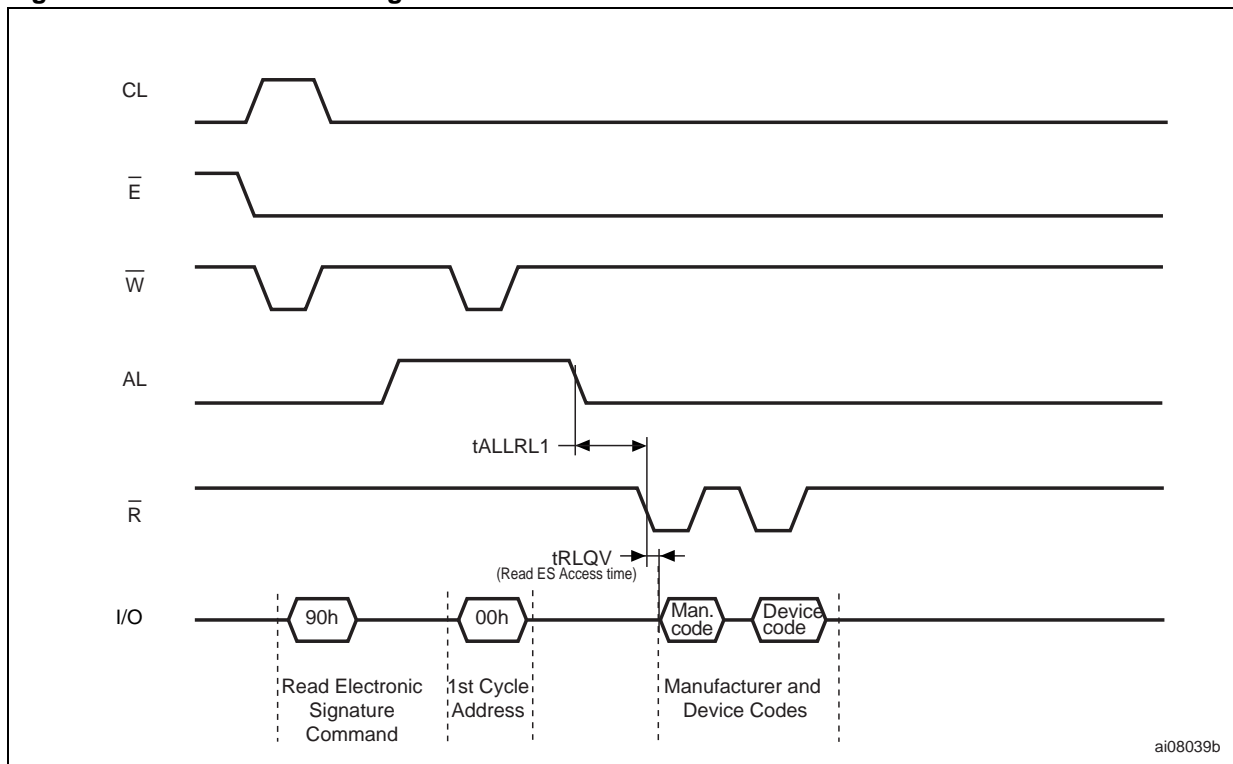 CL
E
W
AL
tALLRL1
R
tRLQV
(Read ES Access time)
I/O
90h
00h
Man.
code
Device
code
Read Electronic
Signature
Command
1st Cycle
Address
Manufacturer and
Device Codes
ai08039b